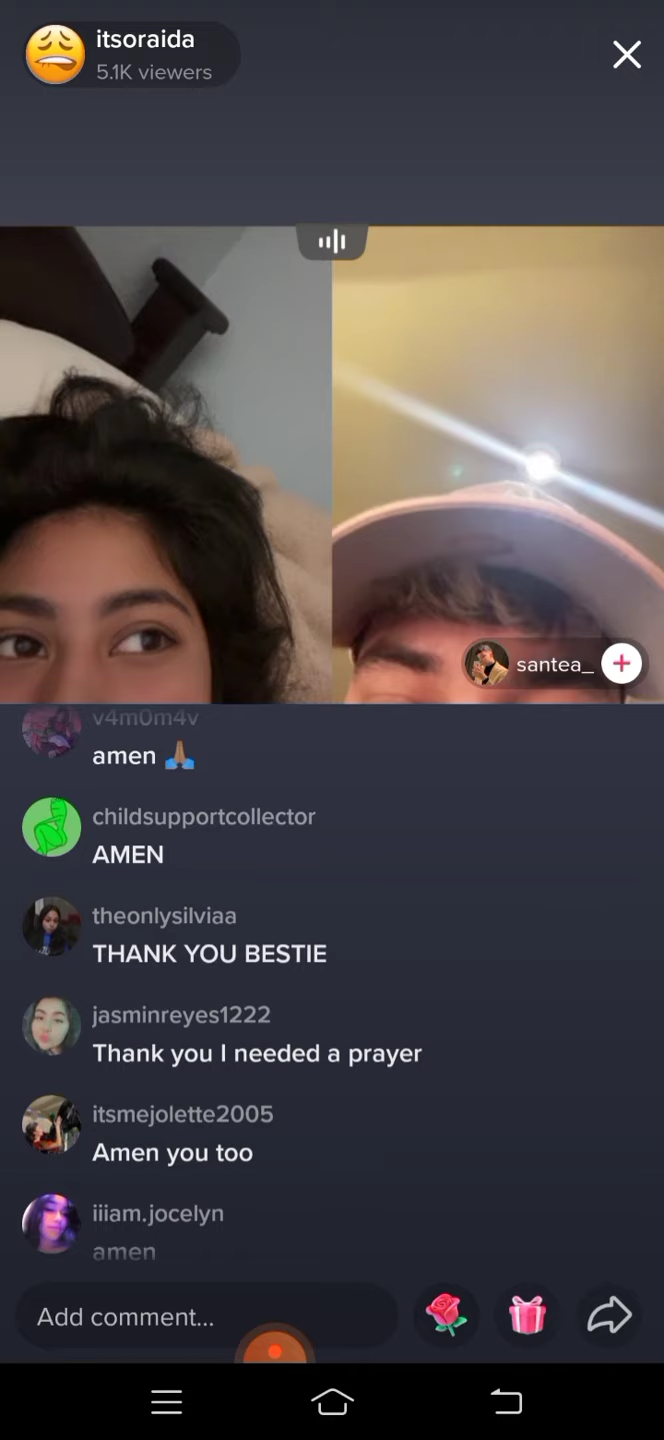 itsoraida
5.1K viewers
santea_
v4m0m4v
amen 🙏🏽
childsupportcollector
AMEN
theonlysilviaa
THANK YOU BESTIE
jasminreyes1222
Thank you I needed a prayer
itsmejolette2005
Amen you too
iiiam.jocelyn
amen
Add comment...